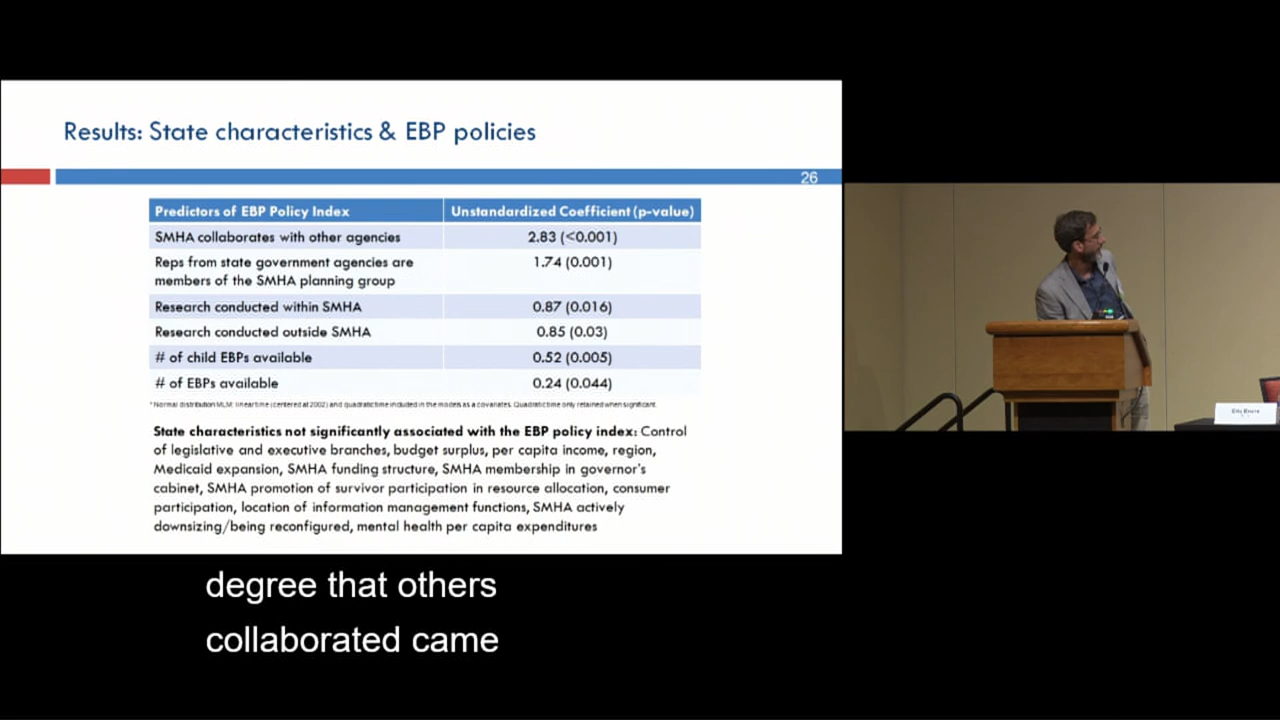 Results: State characteristics & EBP policies
26
Predictors of EBP Policy Index
Unstandardized Coefficient (p-value)
SMHA collaborates with other agencies
2.83 (<0.001)
Reps from state government agencies are
members of the SMHA planning group
1.74 (0.001)
Research conducted within SMHA
0.87 (0.016)
Research conducted outside SMHA
0.85 (0.03)
# of child EBPs available
0.52 (0.005)
# of EBPs available
0.24 (0.044)
* Normal distribution MLM: linear time (centered at 2002) and quadratic time included in the models as a covariates. Quadratic time only retained when significant.
State characteristics not significantly associated with the EBP policy index: Control
of legislative and executive branches, budget surplus, per capita income, region,
Medicaid expansion, SMHA funding structure, SMHA membership in governor's
cabinet, SMHA promotion of survivor participation in resource allocation, consumer
participation, location of information management functions, SMHA actively
downsizing/being reconfigured, mental health per capita expenditures
degree that others
collaborated came